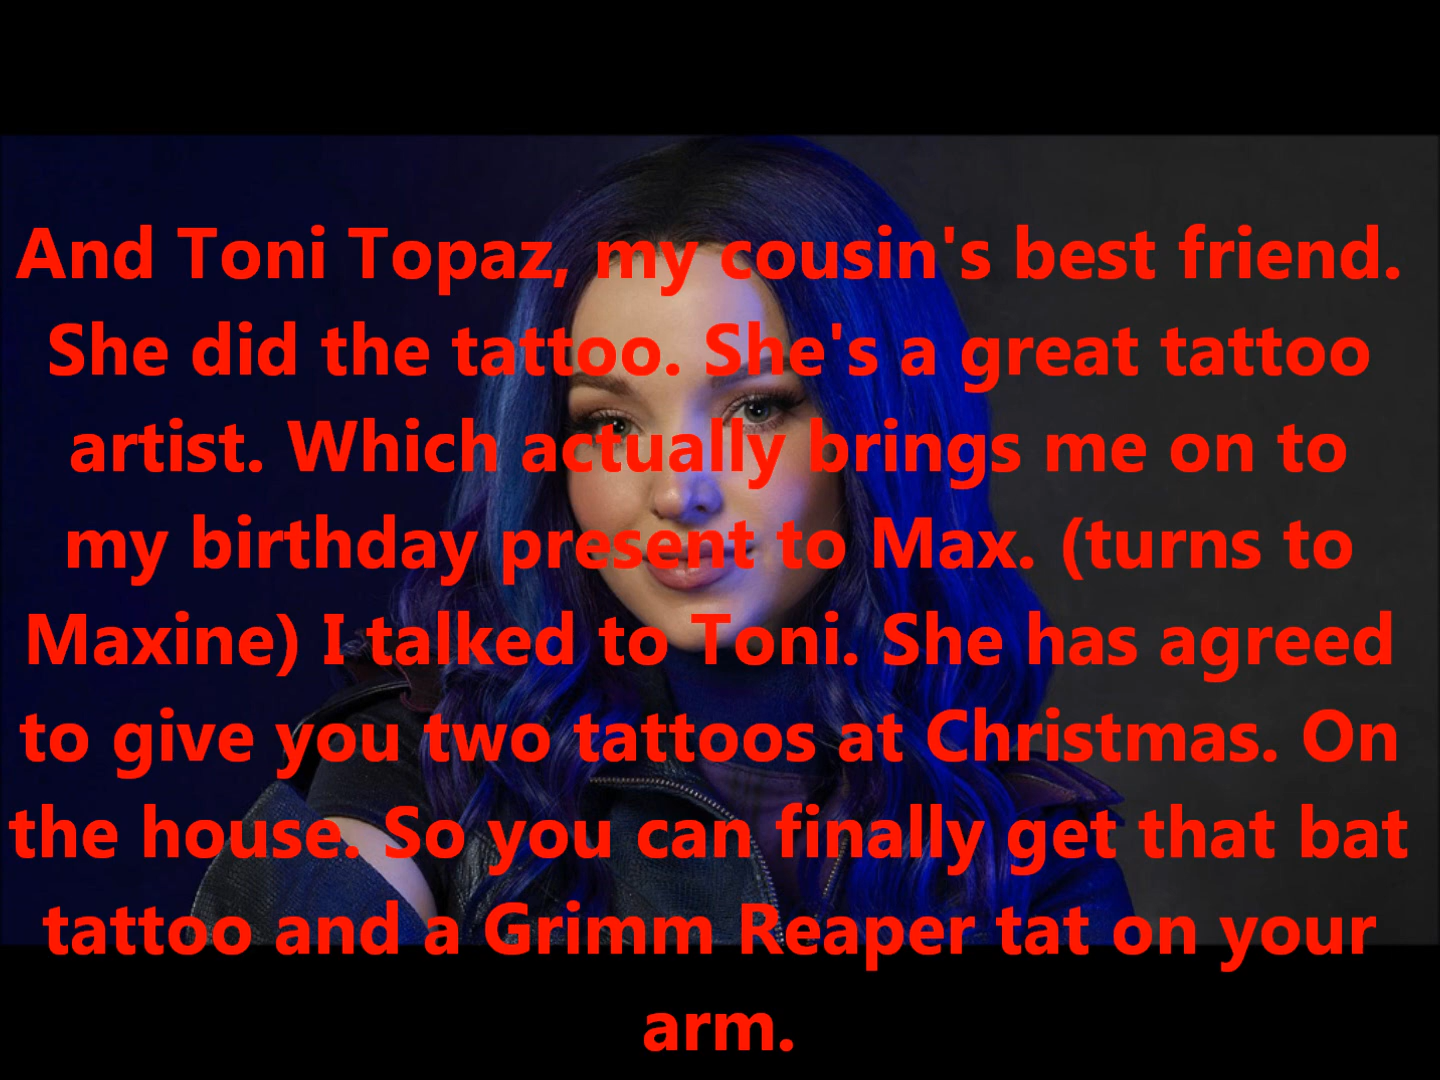 And Toni Topaz, my cousin's best friend.
She did the tattoo. She's a great tattoo
artist. Which actually brings me on to
my birthday present to Max. (turns to
Maxine) I talked to Toni. She has agreed
to give you two tattoos at Christmas. On
the house. So you can finally get that bat
tattoo and a Grimm Reaper tat on your
arm.